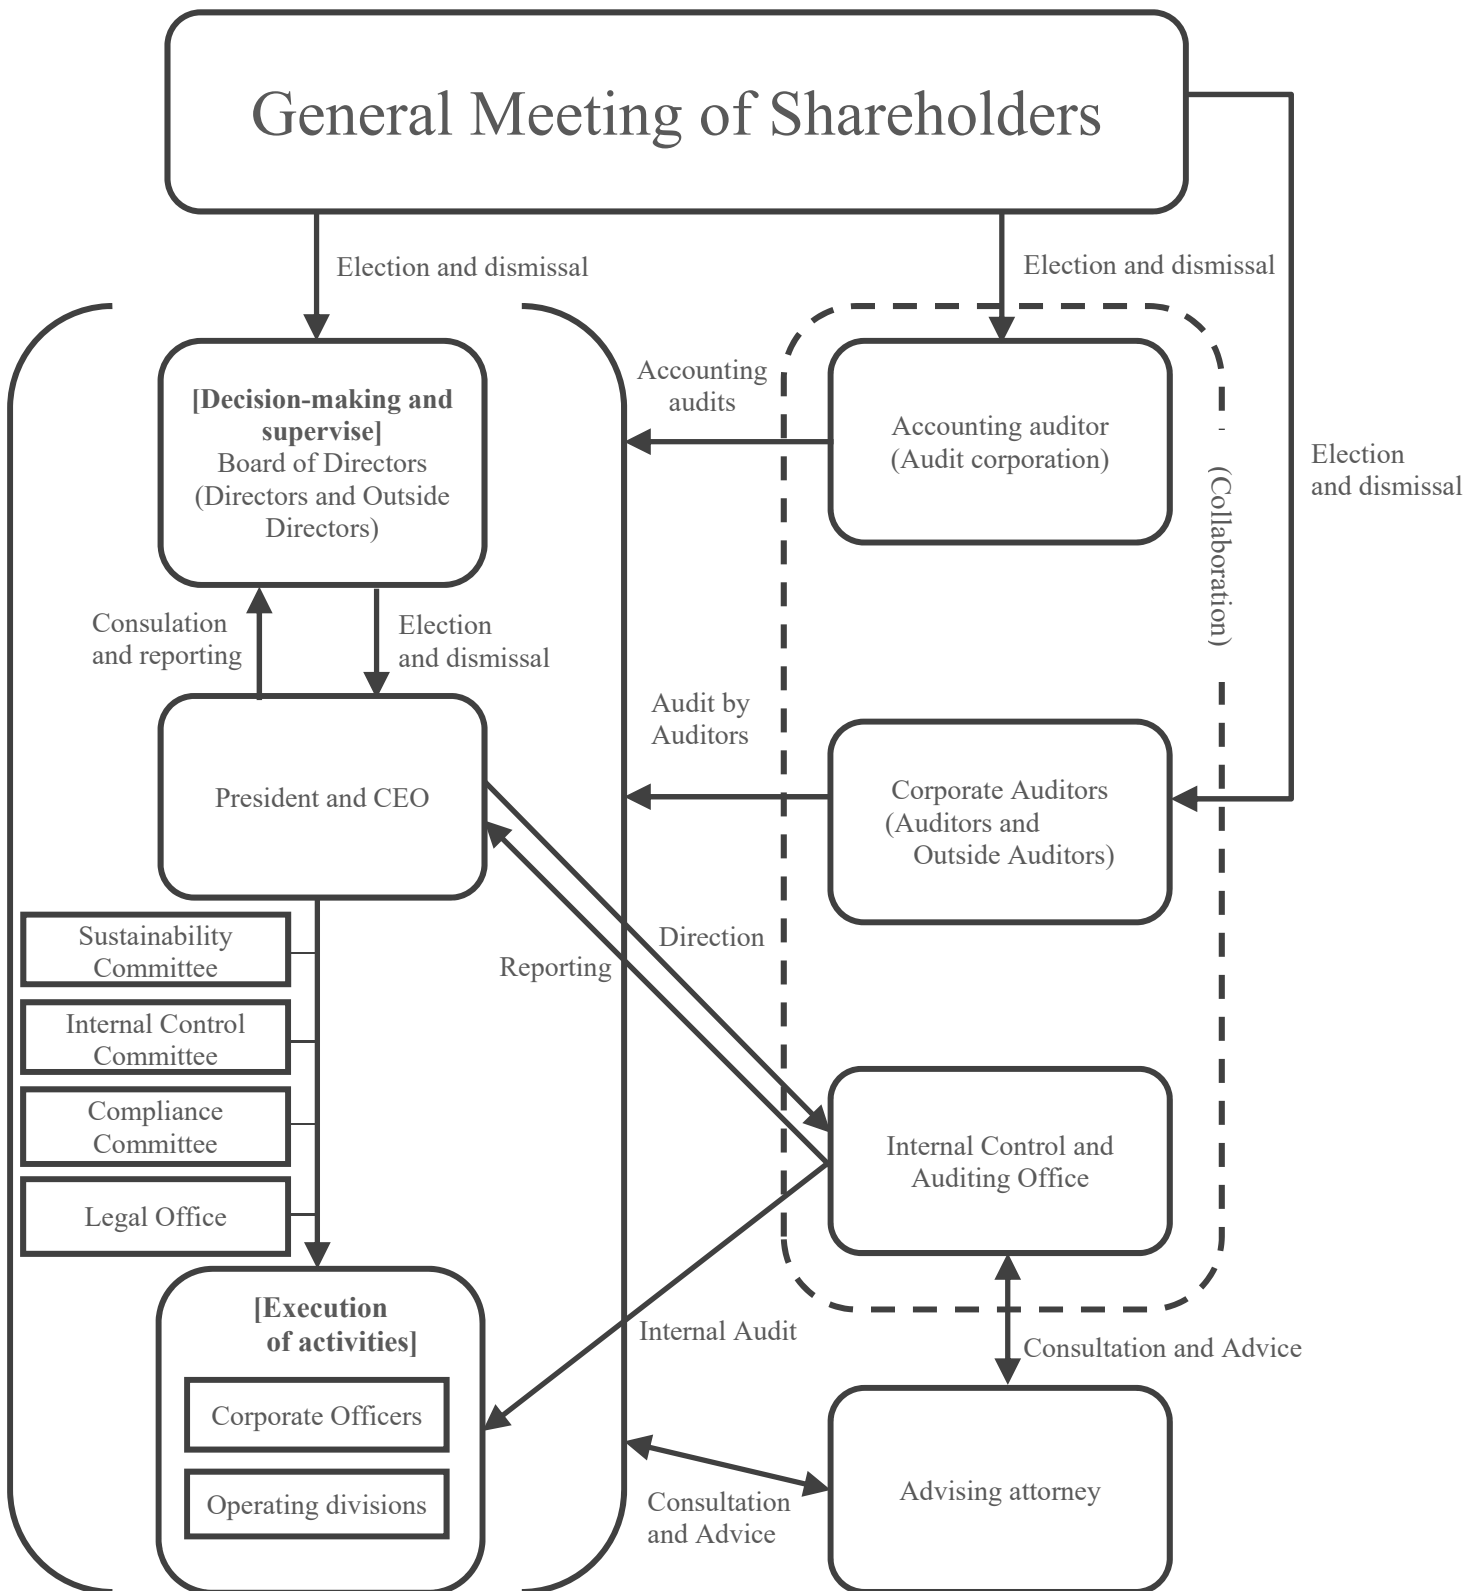 General Meeting of Shareholders
Election and dismissal
Election and dismissal
Election
and dismissal
[Decision-making and
supervise]
Board of Directors
(Directors and Outside
Directors)
Accounting
audits
Accounting auditor
(Audit corporation)
(Collaboration)
Consulation
and reporting
Election
and dismissal
President and CEO
Audit by
Auditors
Corporate Auditors
(Auditors and
Outside Auditors)
Sustainability
Committee
Internal Control
Committee
Compliance
Committee
Legal Office
Direction
Reporting
Internal Control and
Auditing Office
[Execution
of activities]
Corporate Officers
Operating divisions
Internal Audit
Consultation and Advice
Consultation
and Advice
Advising attorney